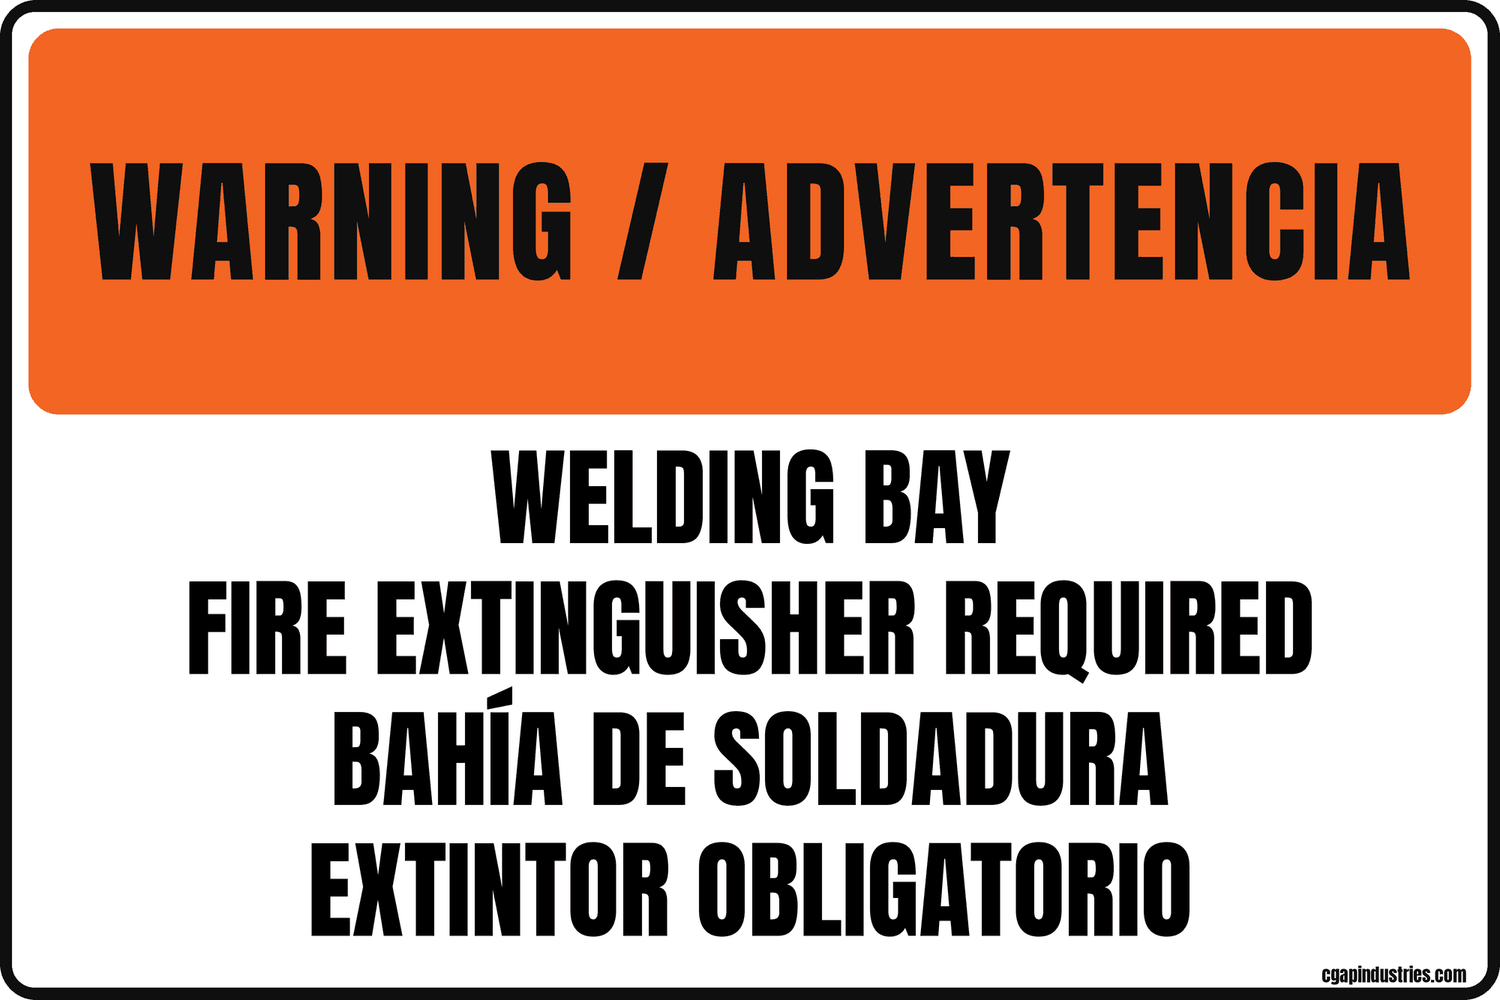 WARNING / ADVERTENCIA
WELDING BAY
FIRE EXTINGUISHER REQUIRED
BAHÍA DE SOLDADURA
EXTINTOR OBLIGATORIO
cgapindustries.com